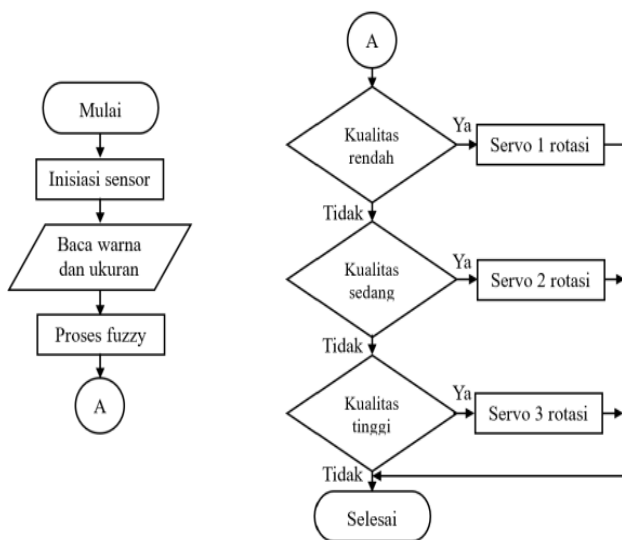 Mulai
Inisiasi sensor
Baca warna
dan ukuran
Proses fuzzy
A
A
Kualitas
rendah
Ya
Servo 1 rotasi
Tidak
Kualitas
sedang
Ya
Servo 2 rotasi
Tidak
Kualitas
tinggi
Ya
Servo 3 rotasi
Tidak
Selesai